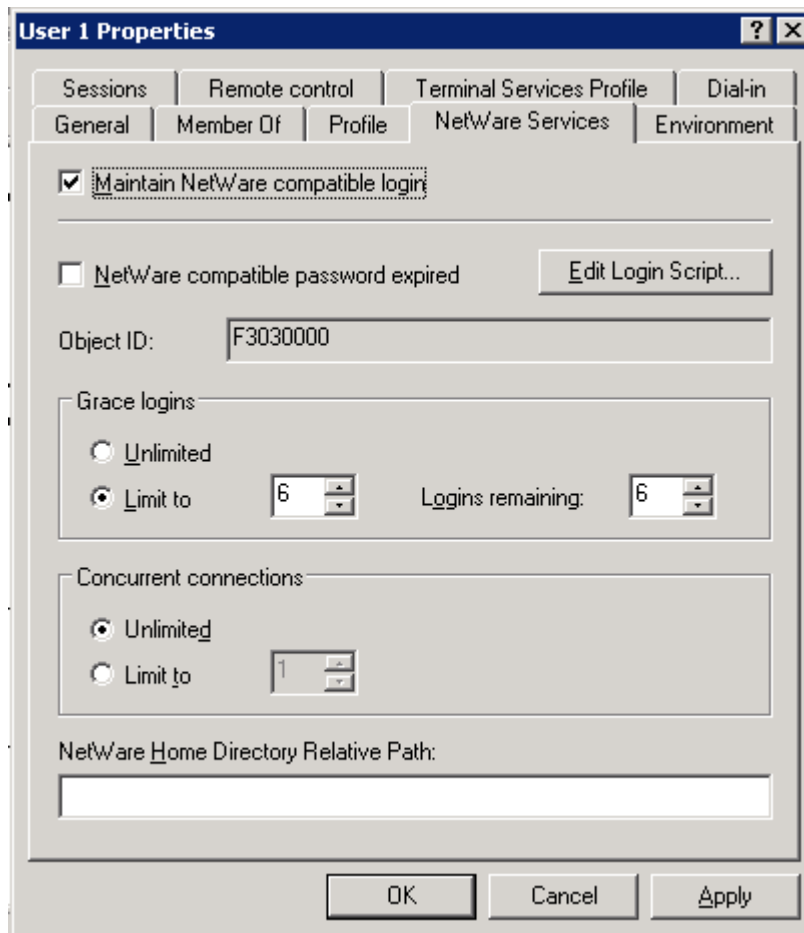 User 1 Properties
Sessions Remote control Terminal Services Profile Dial-in
General Member Of Profile NetWare Services Environment
Maintain NetWare compatible login
NetWare compatible password expired Edit Login Script...
Object ID: F3030000
Grace logins
Unlimited
Limit to 6 Logins remaining: 6
Concurrent connections
Unlimited
Limit to 1
NetWare Home Directory Relative Path:
OK Cancel Apply